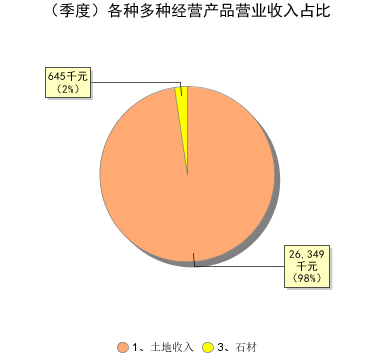 （季度）各种多种经营产品营业收入占比
645千元
（2%）
26,349
千元
（98%）
1、土地收入 3、石材